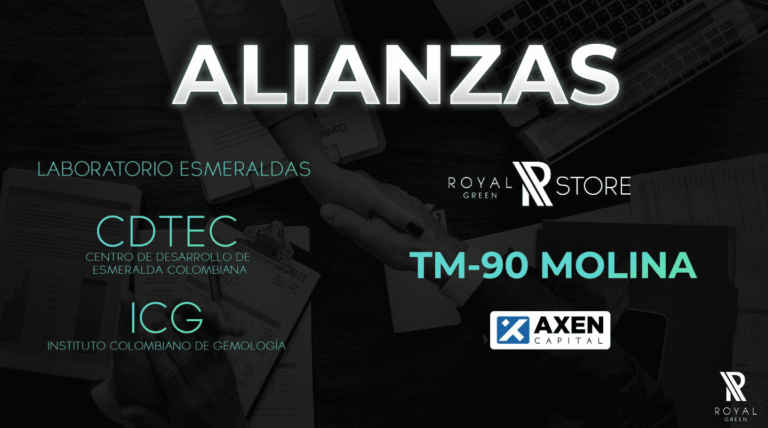 ALIANZAS
LABORATORIO ESMERALDAS
CDTEC
CENTRO DE DESARROLLO DE
ESMERALDA COLOMBIANA
ICG
INSTITUTO COLOMBIANO DE GEMOLOGÍA
ROYAL STORE
GREEN
TM-90 MOLINA
AXEN
CAPITAL
ROYAL
GREEN